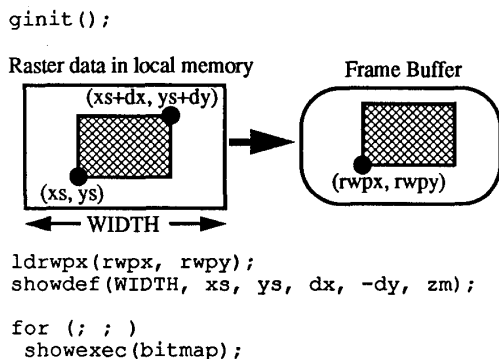 ginit();
Raster data in local memory
Frame Buffer
(xs+dx, ys+dy)
(xs, ys)
(rwpx, rwpy)
WIDTH
ldrwpx(rwpx, rwpy);
showdef(WIDTH, xs, ys, dx, -dy, zm);
for (; ; )
showexec(bitmap);